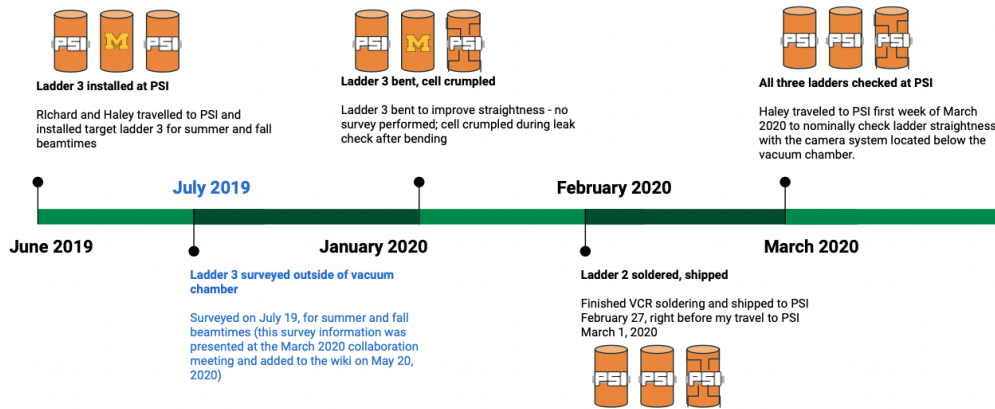 PSI M PSI
Ladder 3 installed at PSI
RIchard and Haley travelled to PSI and
installed target ladder 3 for summer and fall
beamtimes
PSI M PSI
Ladder 3 bent, cell crumpled
Ladder 3 bent to improve straightness - no
survey performed; cell crumpled during leak
check after bending
PSI PSI PSI
All three ladders checked at PSI
Haley traveled to PSI first week of March
2020 to nominally check ladder straightness
with the camera system located below the
vacuum chamber.
July 2019
February 2020
June 2019
January 2020
March 2020
Ladder 3 surveyed outside of vacuum
chamber
Surveyed on July 19, for summer and fall
beamtimes (this survey information was
presented at the March 2020 collaboration
meeting and added to the wiki on May 20,
2020)
Ladder 2 soldered, shipped
Finished VCR soldering and shipped to PSI
February 27, right before my travel to PSI
March 1, 2020
PSI PSI PSI